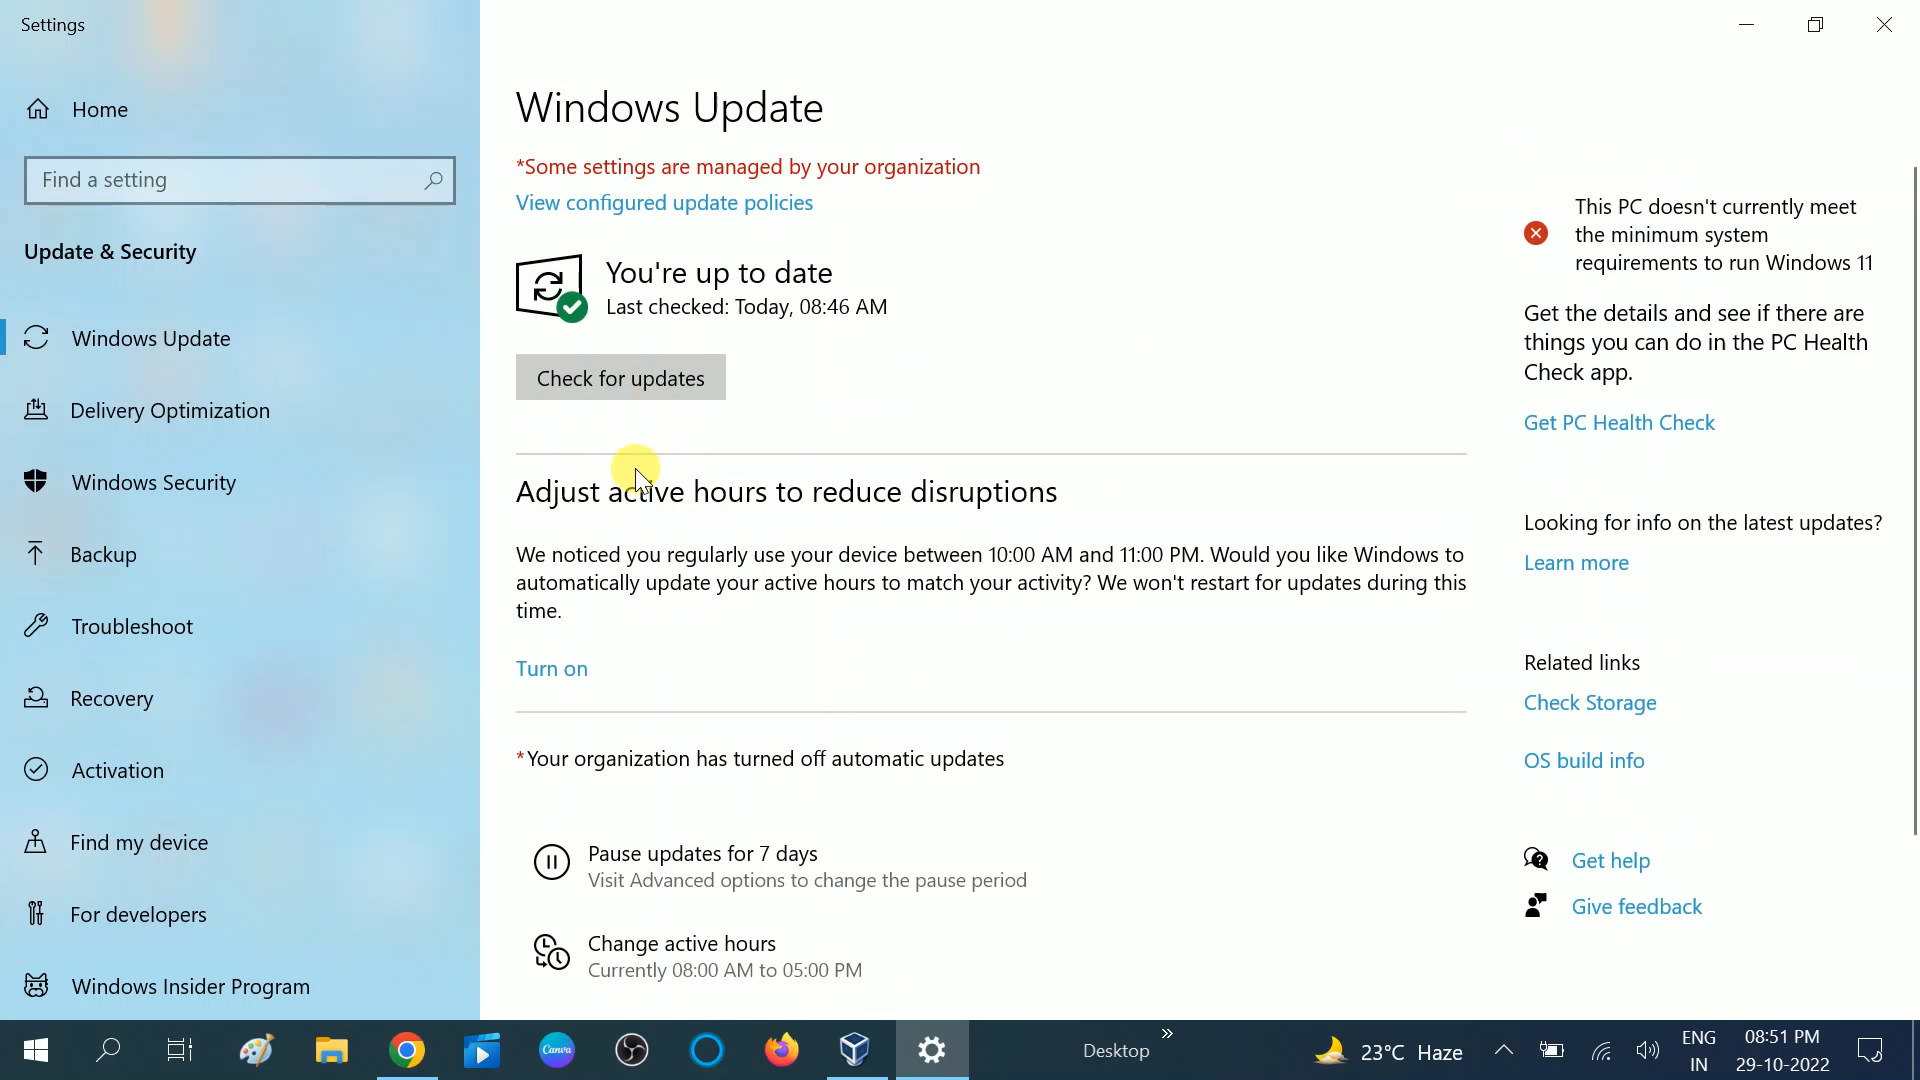 Settings
Home
Find a setting
Update & Security
Windows Update
Delivery Optimization
Windows Security
Backup
Troubleshoot
Recovery
Activation
Find my device
For developers
Windows Insider Program
Windows Update
*Some settings are managed by your organization
View configured update policies
You're up to date
Last checked: Today, 08:46 AM
Check for updates
Adjust active hours to reduce disruptions
We noticed you regularly use your device between 10:00 AM and 11:00 PM. Would you like Windows to
automatically update your active hours to match your activity? We won't restart for updates during this
time.
Turn on
*Your organization has turned off automatic updates
Pause updates for 7 days
Visit Advanced options to change the pause period
Change active hours
Currently 08:00 AM to 05:00 PM
This PC doesn't currently meet
the minimum system
requirements to run Windows 11
Get the details and see if there are
things you can do in the PC Health
Check app.
Get PC Health Check
Looking for info on the latest updates?
Learn more
Related links
Check Storage
OS build info
Get help
Give feedback
Canva
Desktop
23°C Haze
ENG
IN
08:51 PM
29-10-2022